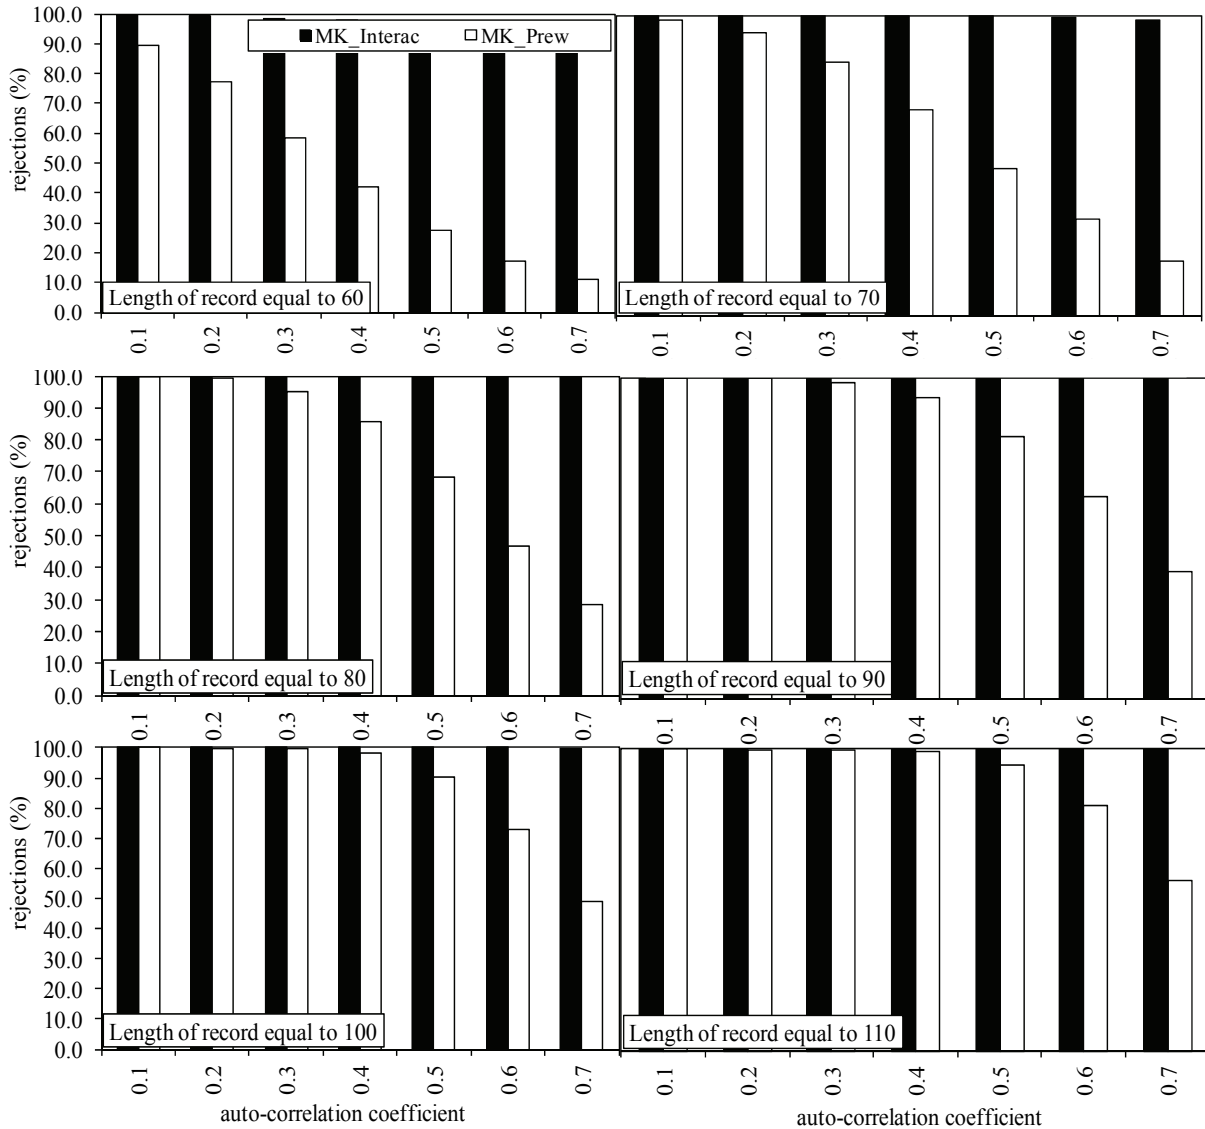 100.0
90.0
80.0
70.0
60.0
50.0
40.0
30.0
20.0
10.0
0.0
rejections (%)
MK_Interac MK_Prew
Length of record equal to 60
Length of record equal to 70
0.1 0.2 0.3 0.4 0.5 0.6 0.7
0.1 0.2 0.3 0.4 0.5 0.6 0.7
100.0
90.0
80.0
70.0
60.0
50.0
40.0
30.0
20.0
10.0
0.0
rejections (%)
Length of record equal to 80
Length of record equal to 90
0.1 0.2 0.3 0.4 0.5 0.6 0.7
0.1 0.2 0.3 0.4 0.5 0.6 0.7
100.0
90.0
80.0
70.0
60.0
50.0
40.0
30.0
20.0
10.0
0.0
rejections (%)
Length of record equal to 100
Length of record equal to 110
0.1 0.2 0.3 0.4 0.5 0.6 0.7
0.1 0.2 0.3 0.4 0.5 0.6 0.7
auto-correlation coefficient
auto-correlation coefficient